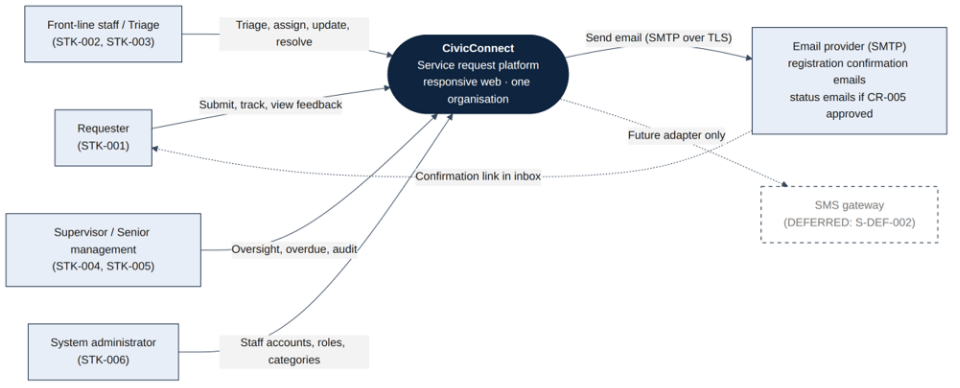 Front-line staff / Triage
(STK-002, STK-003)
Triage, assign, update,
resolve
CivicConnect
Service request platform
responsive web · one
organisation
Send email (SMTP over TLS)
Email provider (SMTP)
registration confirmation
emails
status emails if CR-005
approved
Requester
(STK-001)
Submit, track, view feedback
Future adapter only
Confirmation link in inbox
SMS gateway
(DEFERRED: S-DEF-002)
Supervisor / Senior
management
(STK-004, STK-005)
Oversight, overdue, audit
System administrator
(STK-006)
Staff accounts, roles,
categories